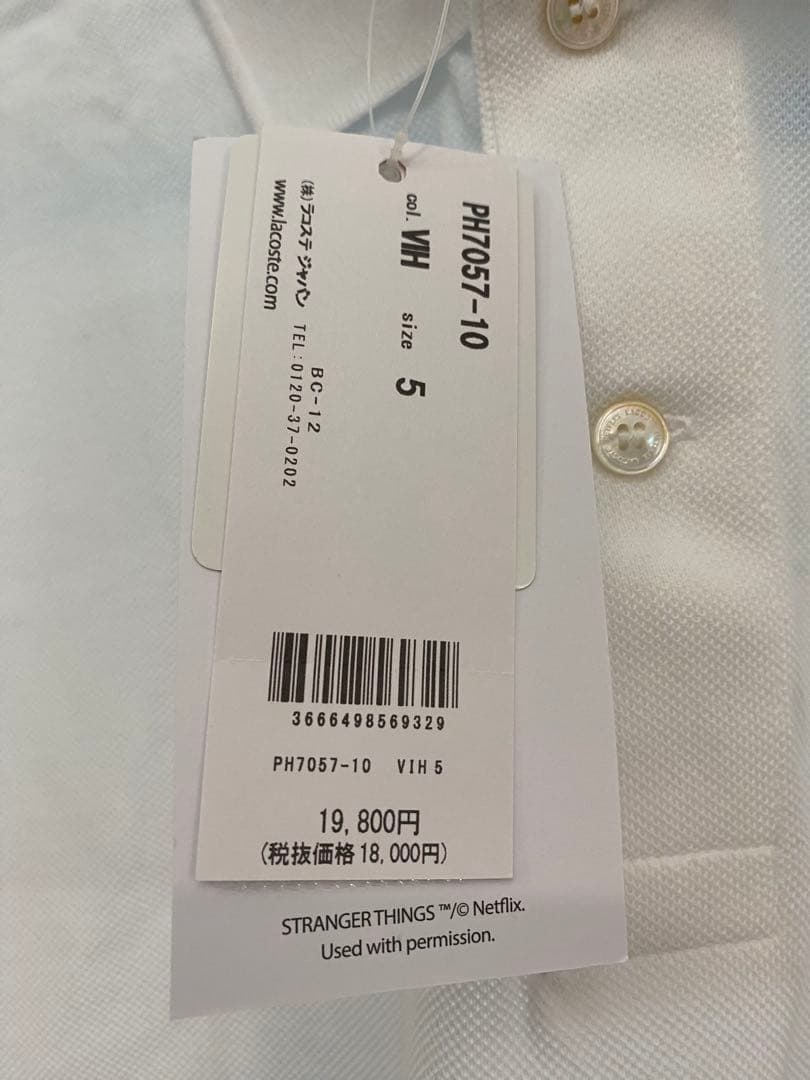 PH7057-10
col. VIH size 5
BC-12
(株)ラコステ ジャパン TEL:0120-37-0202
www.lacoste.com
3666498569329
PH7057-10 VIH 5
19,800円
(税抜価格18,000円)
STRANGER THINGS ™/© Netflix.
Used with permission.